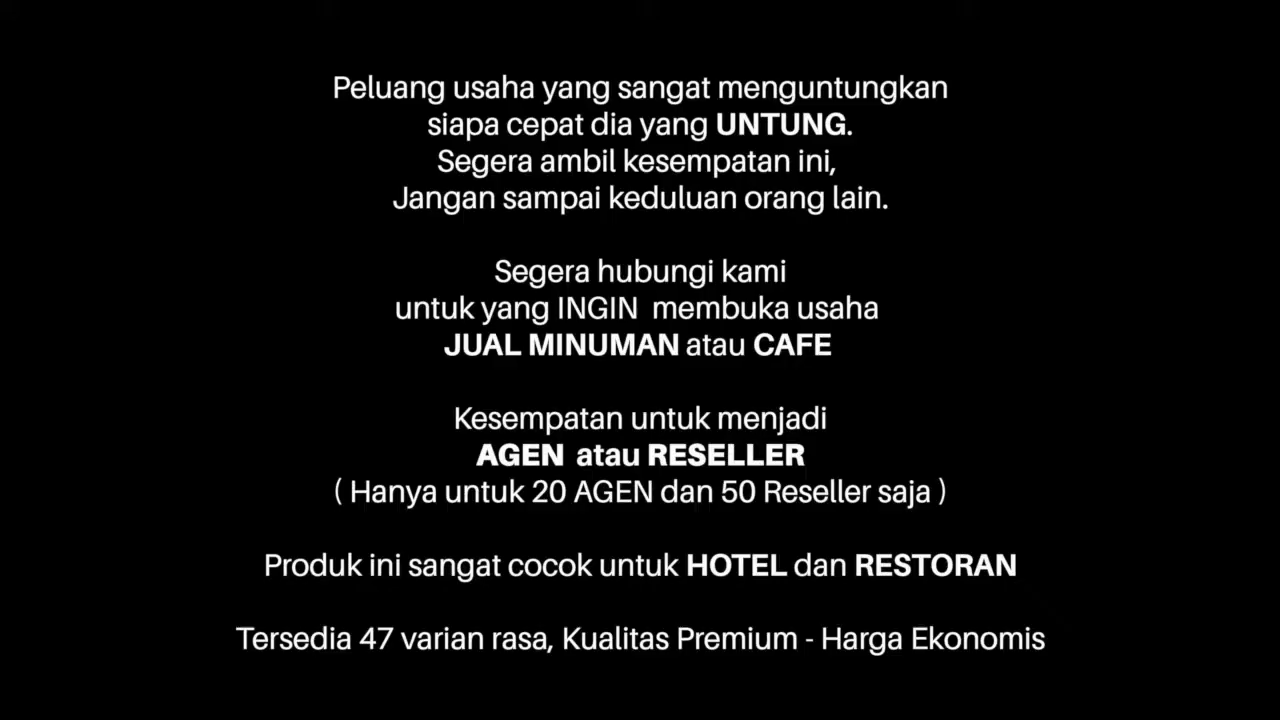 Peluang usaha yang sangat menguntungkan
siapa cepat dia yang UNTUNG.
Segera ambil kesempatan ini,
Jangan sampai keduluan orang lain.
Segera hubungi kami
untuk yang INGIN membuka usaha
JUAL MINUMAN atau CAFE
Kesempatan untuk menjadi
AGEN atau RESELLER
( Hanya untuk 20 AGEN dan 50 Reseller saja )
Produk ini sangat cocok untuk HOTEL dan RESTORAN
Tersedia 47 varian rasa, Kualitas Premium - Harga Ekonomis